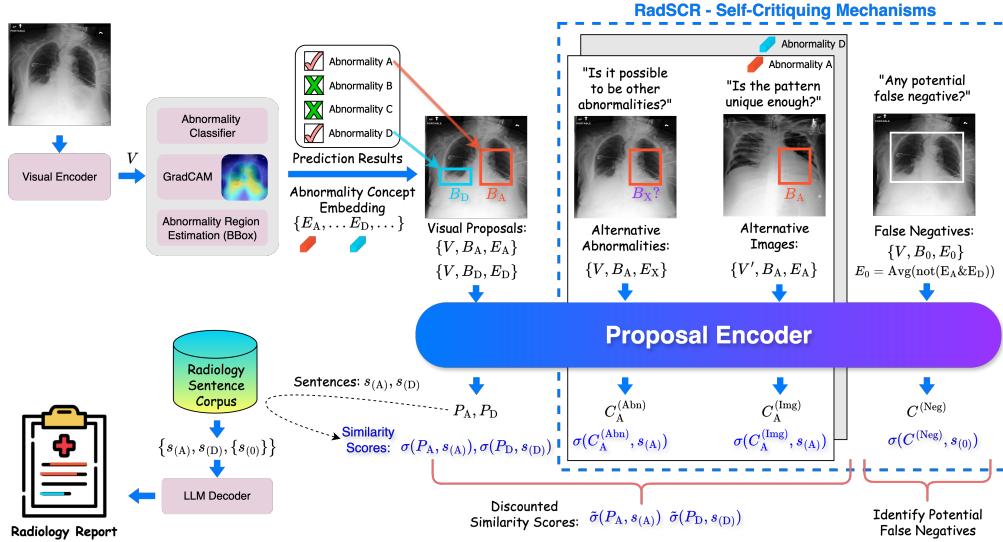 RadSCR - Self-Critiquing Mechanisms
Abnormality D
Abnormality A
Abnormality A
Abnormality B
Abnormality C
Abnormality D
"Is it possible
to be other
abnormalities?"
"Is the pattern
unique enough?"
"Any potential
false negative?"
Visual Encoder
V
Abnormality
Classifier
GradCAM
Abnormality Region
Estimation (BBox)
Prediction Results
Abnormality Concept
Embedding
{E_A, … E_D, …}
B_D
B_A
B_X?
B_A
Visual Proposals:
{V, B_A, E_A}
{V, B_D, E_D}
Alternative
Abnormalities:
{V, B_A, E_X}
Alternative
Images:
{V′, B_A, E_A}
False Negatives:
{V, B_0, E_0}
E_0 = Avg(not(E_A&E_D))
Proposal Encoder
Radiology
Sentence
Corpus
Sentences: s_(A), s_(D)
P_A, P_D
C_A^(Abn)
C_A^(Img)
C^(Neg)
Similarity
Scores:
σ(P_A, s_(A)), σ(P_D, s_(D))
σ(C_A^(Abn), s_(A))
σ(C_A^(Img), s_(A))
σ(C^(Neg), s_(0))
{s_(A), s_(D), {s_(0)}}
LLM Decoder
Radiology Report
Discounted
Similarity Scores:
σ̃(P_A, s_(A)) σ̃(P_D, s_(D))
Identify Potential
False Negatives